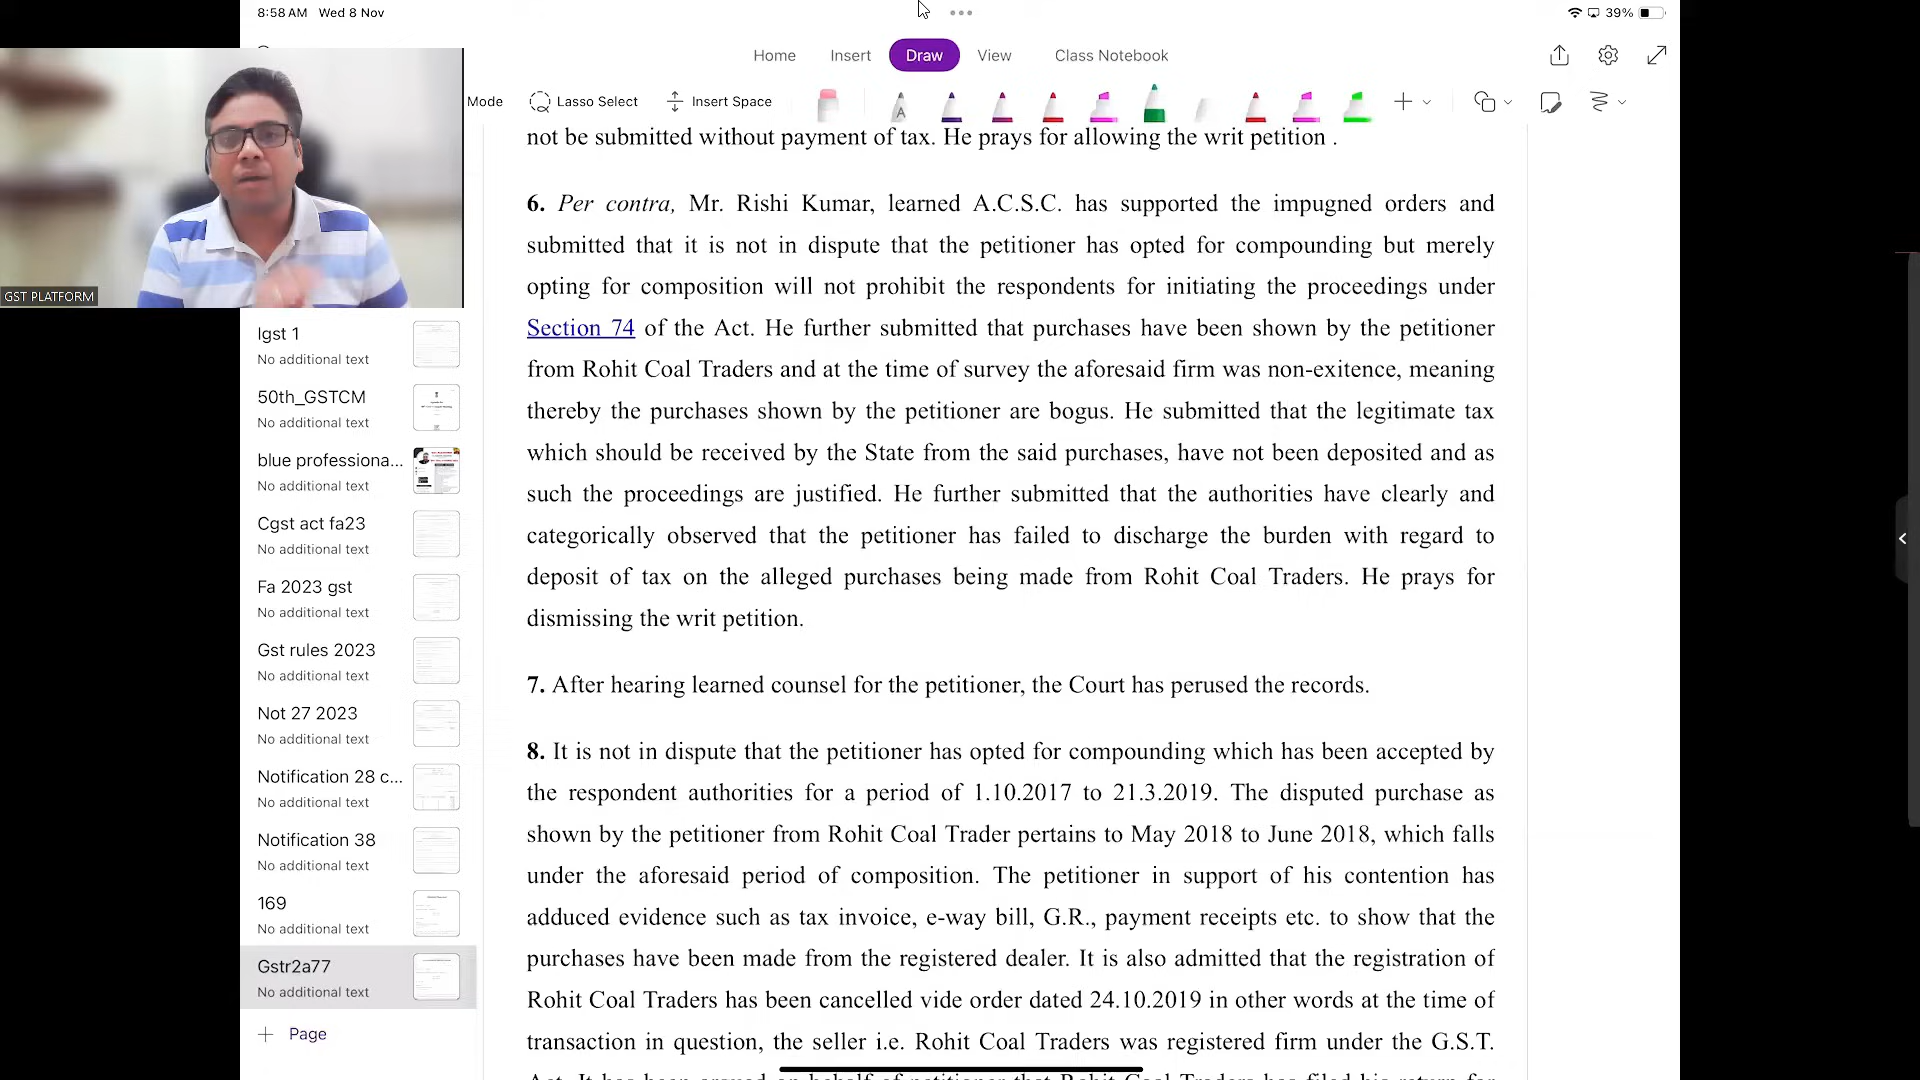 8:58 AM Wed 8 Nov
39%
Home Insert Draw View Class Notebook
Mode Lasso Select Insert Space
A
GST PLATFORM
Igst 1
No additional text
50th_GSTCM
No additional text
blue professiona...
No additional text
Cgst act fa23
No additional text
Fa 2023 gst
No additional text
Gst rules 2023
No additional text
Not 27 2023
No additional text
Notification 28 c...
No additional text
Notification 38
No additional text
169
No additional text
Gstr2a77
No additional text
Page
not be submitted without payment of tax. He prays for allowing the writ petition .
6. Per contra, Mr. Rishi Kumar, learned A.C.S.C. has supported the impugned orders and
submitted that it is not in dispute that the petitioner has opted for compounding but merely
opting for composition will not prohibit the respondents for initiating the proceedings under
Section 74 of the Act. He further submitted that purchases have been shown by the petitioner
from Rohit Coal Traders and at the time of survey the aforesaid firm was non-exitence, meaning
thereby the purchases shown by the petitioner are bogus. He submitted that the legitimate tax
which should be received by the State from the said purchases, have not been deposited and as
such the proceedings are justified. He further submitted that the authorities have clearly and
categorically observed that the petitioner has failed to discharge the burden with regard to
deposit of tax on the alleged purchases being made from Rohit Coal Traders. He prays for
dismissing the writ petition.
7. After hearing learned counsel for the petitioner, the Court has perused the records.
8. It is not in dispute that the petitioner has opted for compounding which has been accepted by
the respondent authorities for a period of 1.10.2017 to 21.3.2019. The disputed purchase as
shown by the petitioner from Rohit Coal Trader pertains to May 2018 to June 2018, which falls
under the aforesaid period of composition. The petitioner in support of his contention has
adduced evidence such as tax invoice, e-way bill, G.R., payment receipts etc. to show that the
purchases have been made from the registered dealer. It is also admitted that the registration of
Rohit Coal Traders has been cancelled vide order dated 24.10.2019 in other words at the time of
transaction in question, the seller i.e. Rohit Coal Traders was registered firm under the G.S.T.
Act. It has been argued on behalf of petitioner that Rohit Coal Traders has filed his return for